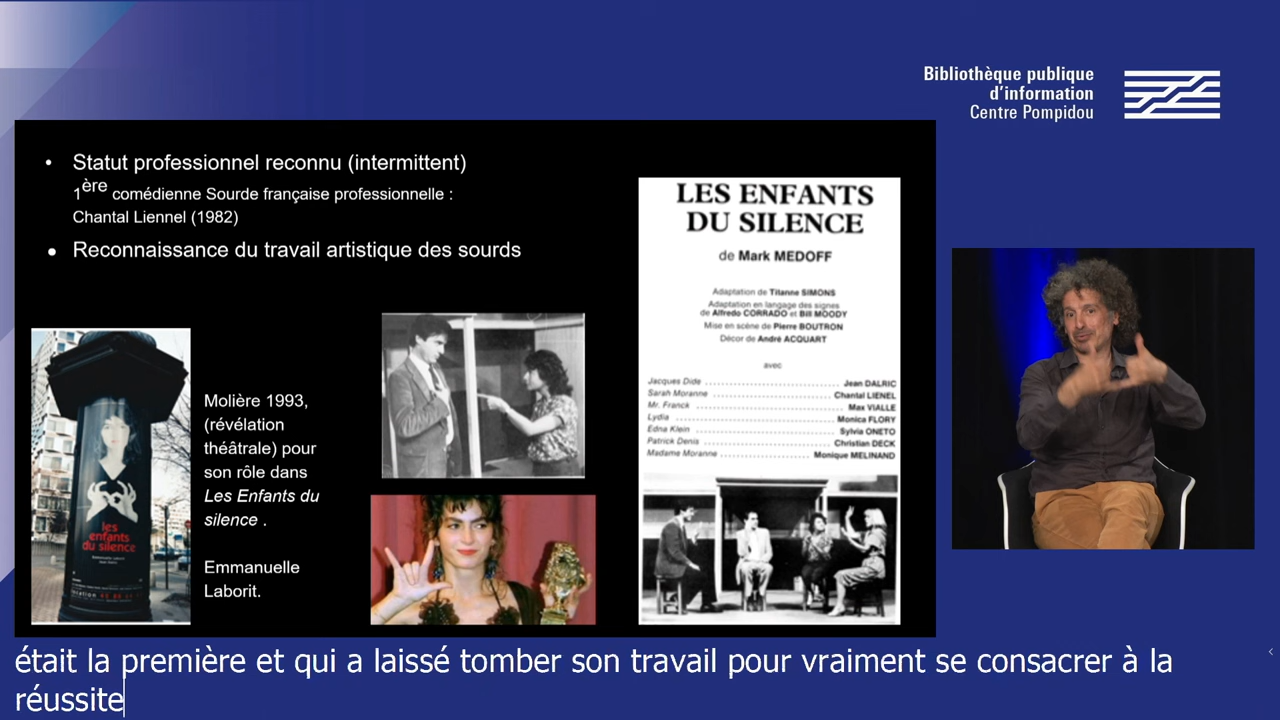 Bibliothèque publique
d'information
Centre Pompidou
• Statut professionnel reconnu (intermittent)
1ère comédienne Sourde française professionnelle :
Chantal Liennel (1982)
• Reconnaissance du travail artistique des sourds
LES ENFANTS
DU SILENCE
de Mark MEDOFF
Adaptation de Titanne SIMONS
Adaptation en langage des signes
de Alfredo CORRADO et Bill MOODY
Mise en scène de Pierre BOUTRON
Décor de André ACQUART
avec
Jacques Dide Jean DALRIC
Sarah Moranne Chantal LIENEL
Mr. Franck Max VIALLE
Lydia Monica FLORY
Edna Klein Sylvia ONETO
Patrick Denis Christian DECK
Madame Moranne Monique MELINAND
les
enfants
du silence
Molière 1993,
(révélation
théâtrale) pour
son rôle dans
Les Enfants du
silence .
Emmanuelle
Laborit.
était la première et qui a laissé tomber son travail pour vraiment se consacrer à la
réussite